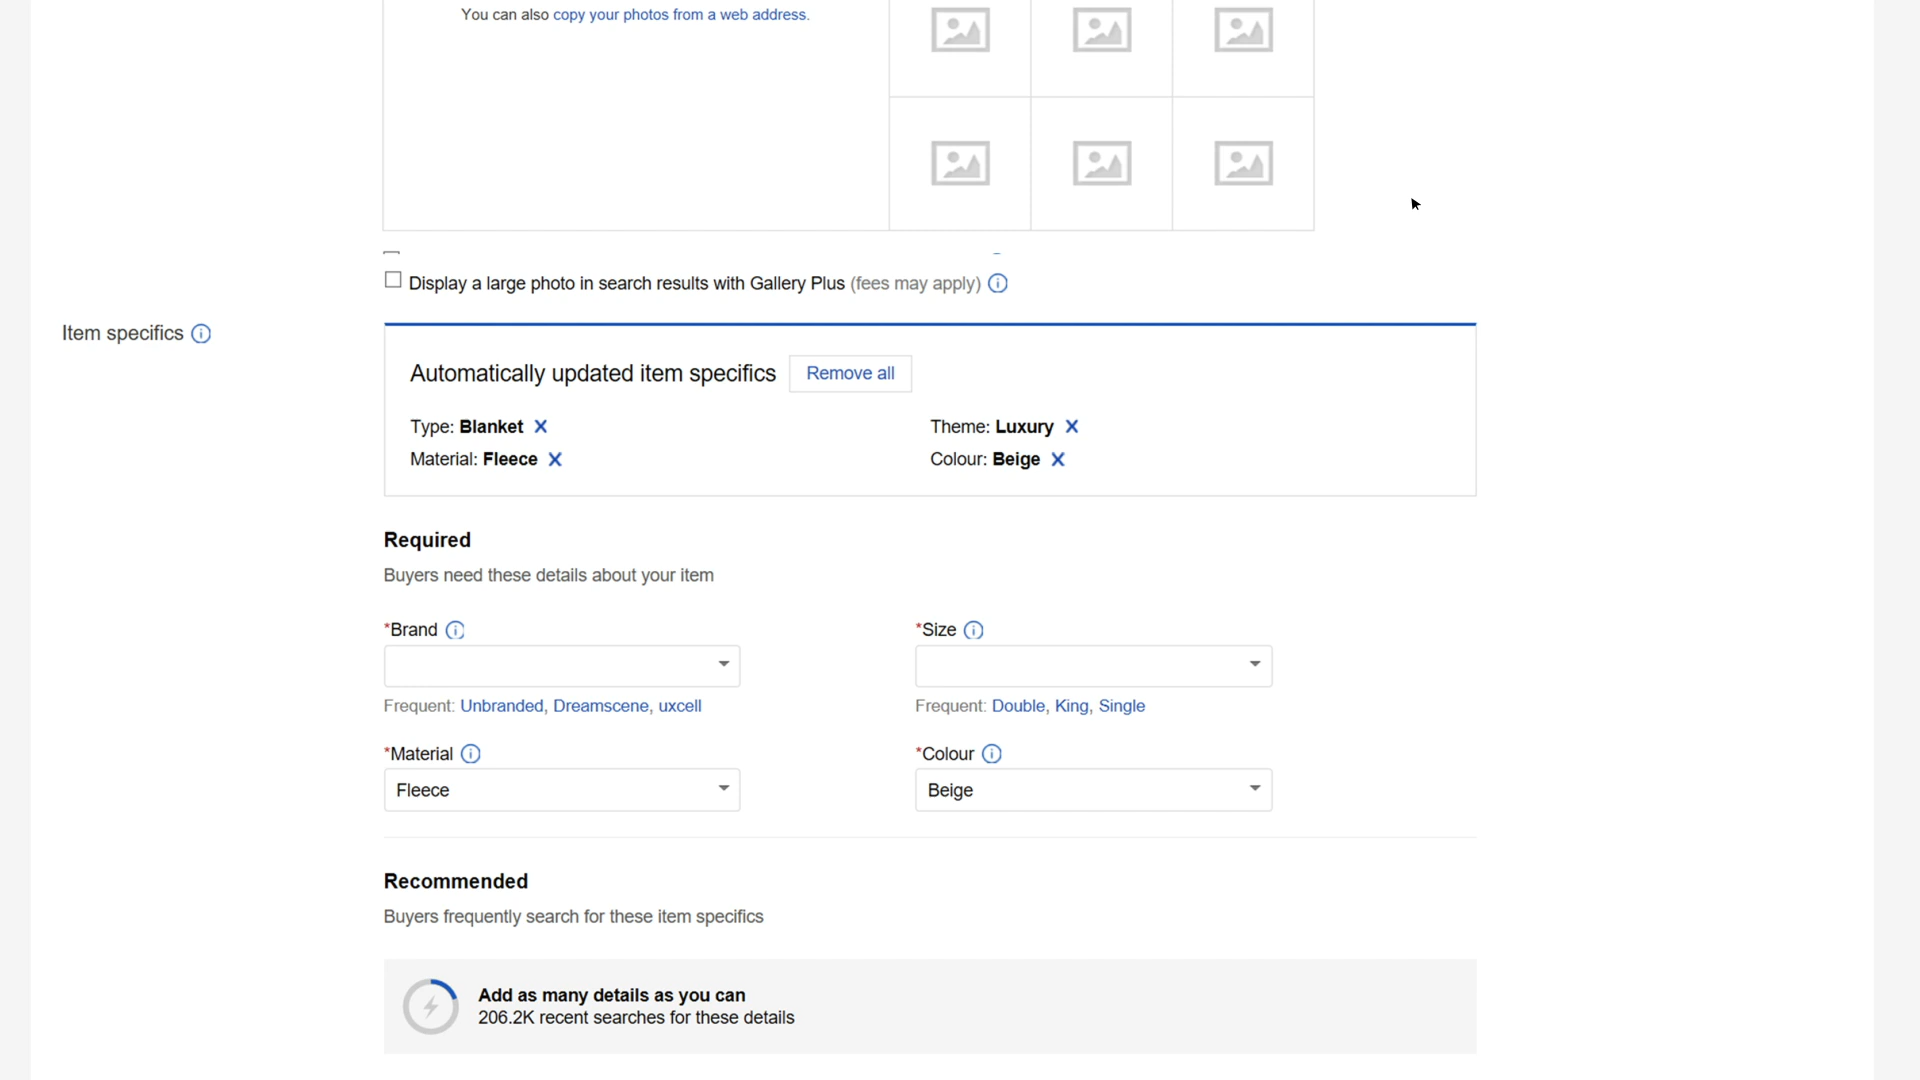 You can also copy your photos from a web address.
Display a large photo in search results with Gallery Plus (fees may apply)
Item specifics
Automatically updated item specifics Remove all
Type: Blanket X Theme: Luxury X
Material: Fleece X Colour: Beige X
Required
Buyers need these details about your item
*Brand *Size
Frequent: Unbranded, Dreamscene, uxcell Frequent: Double, King, Single
*Material *Colour
Fleece Beige
Recommended
Buyers frequently search for these item specifics
Add as many details as you can
206.2K recent searches for these details